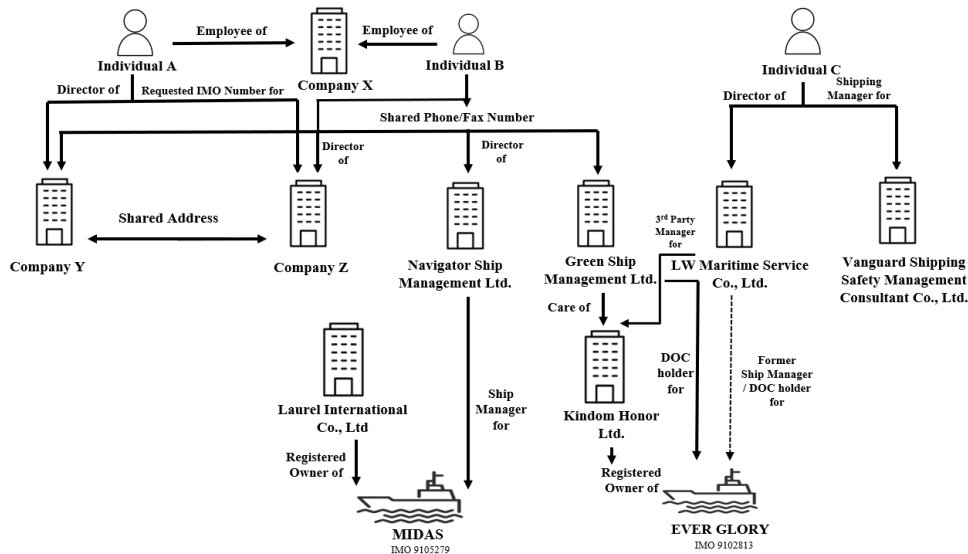 Employee of
Employee of
Individual A
Company X
Individual B
Individual C
Director of
Requested IMO Number for
Shared Phone/Fax Number
Director of
Shipping
Manager for
Director
of
Director
of
Shared Address
3rd Party
Manager
for
Company Y
Company Z
Navigator Ship
Management Ltd.
Green Ship
Management Ltd.
LW Maritime Service
Co., Ltd.
Vanguard Shipping
Safety Management
Consultant Co., Ltd.
Care of
Laurel International
Co., Ltd
Ship
Manager
for
Kindom Honor
Ltd.
DOC
holder
for
Former
Ship Manager
/ DOC holder
for
Registered
Owner of
Registered
Owner of
MIDAS
IMO 9105279
EVER GLORY
IMO 9102813